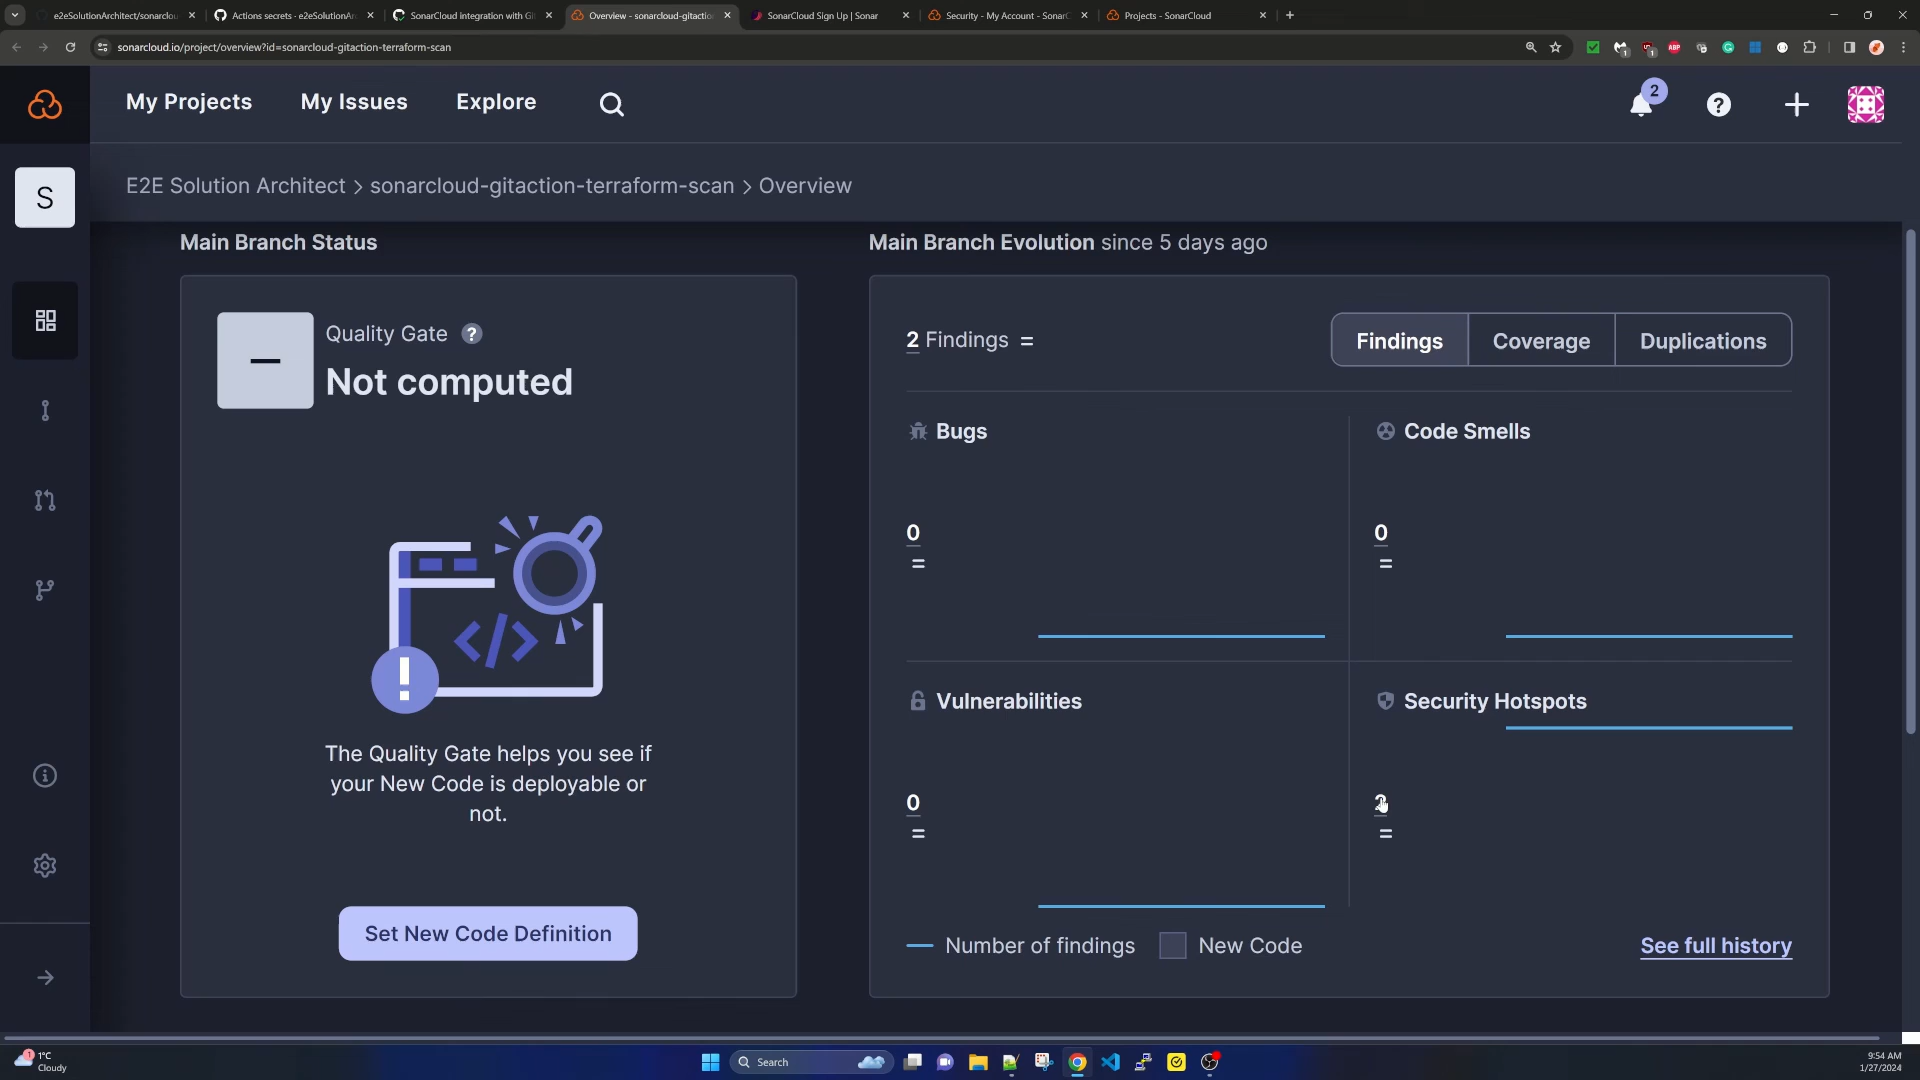 e2eSolutionArchitect/sonarclou
Actions secrets · e2eSolutionAr
SonarCloud integration with Gi
Overview - sonarcloud-gitactio
SonarCloud Sign Up | Sonar
Security - My Account - SonarC
Projects - SonarCloud
sonarcloud.io/project/overview?id=sonarcloud-gitaction-terraform-scan
My Projects
My Issues
Explore
2
S
E2E Solution Architect > sonarcloud-gitaction-terraform-scan > Overview
Main Branch Status
Main Branch Evolution since 5 days ago
Quality Gate ?
Not computed
2 Findings =
Findings
Coverage
Duplications
Bugs
0
=
Code Smells
0
=
The Quality Gate helps you see if
your New Code is deployable or
not.
Set New Code Definition
Vulnerabilities
0
=
Security Hotspots
2
=
Number of findings
New Code
See full history
1°C
Cloudy
Search
9:54 AM
1/27/2024